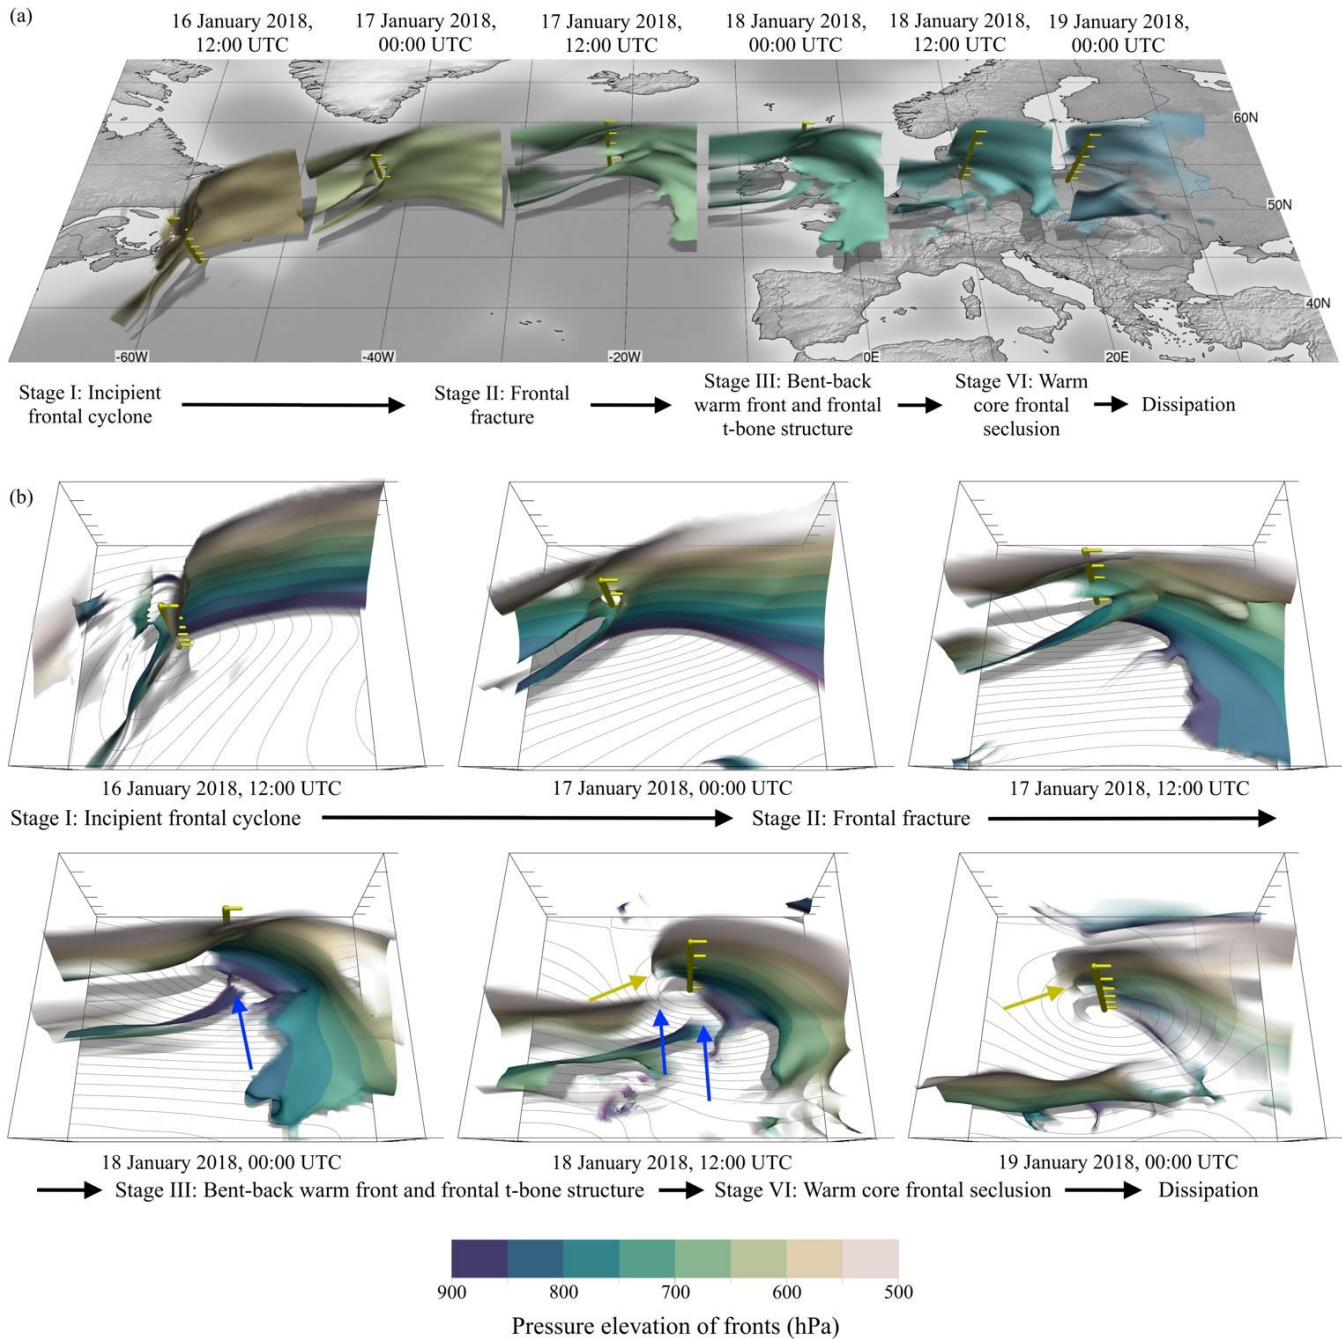 (a)
16 January 2018,
12:00 UTC
17 January 2018,
00:00 UTC
17 January 2018,
12:00 UTC
18 January 2018
00:00 UTC
18 January 2018
12:00 UTC
19 January 2018,
00:00 UTC
60N
50N
40N
-60W
-40W
-20W
0E
20E
Stage I: Incipient
frontal cyclone
Stage II: Frontal
fracture
Stage III: Bent-back
warm front and frontal
t-bone structure
Stage VI: Warm
core frontal
seclusion
Dissipation
(b)
16 January 2018, 12:00 UTC
17 January 2018, 00:00 UTC
17 January 2018, 12:00 UTC
Stage I: Incipient frontal cyclone
Stage II: Frontal fracture
18 January 2018, 00:00 UTC
18 January 2018, 12:00 UTC
19 January 2018, 00:00 UTC
Stage III: Bent-back warm front and frontal t-bone structure
Stage VI: Warm core frontal seclusion
Dissipation
900
800
700
600
500
Pressure elevation of fronts (hPa)